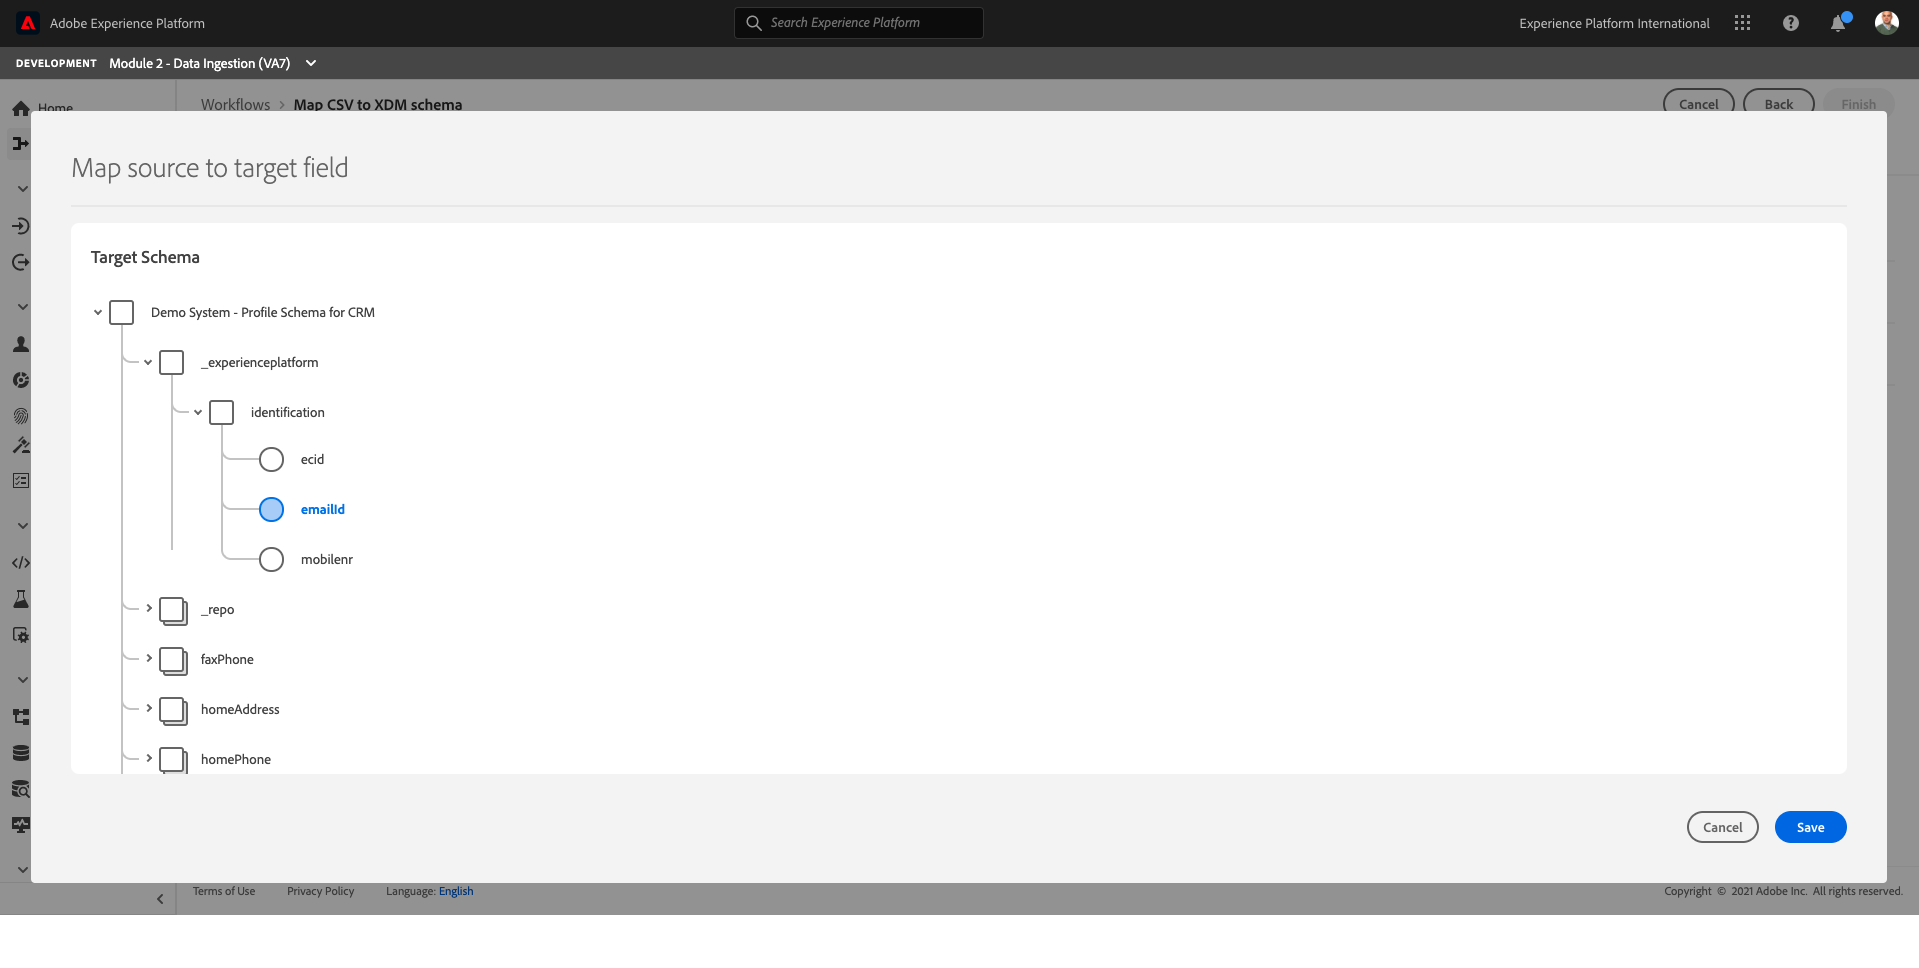 Adobe Experience Platform
Search Experience Platform
Experience Platform International
DEVELOPMENT Module 2 - Data Ingestion (VA7)
Home
Workflows > Map CSV to XDM schema
Cancel
Back
Finish
Map source to target field
Target Schema
Demo System - Profile Schema for CRM
_experienceplatform
identification
ecid
emailId
mobilenr
_repo
faxPhone
homeAddress
homePhone
Cancel
Save
Terms of Use
Privacy Policy
Language: English
Copyright © 2021 Adobe Inc. All rights reserved.